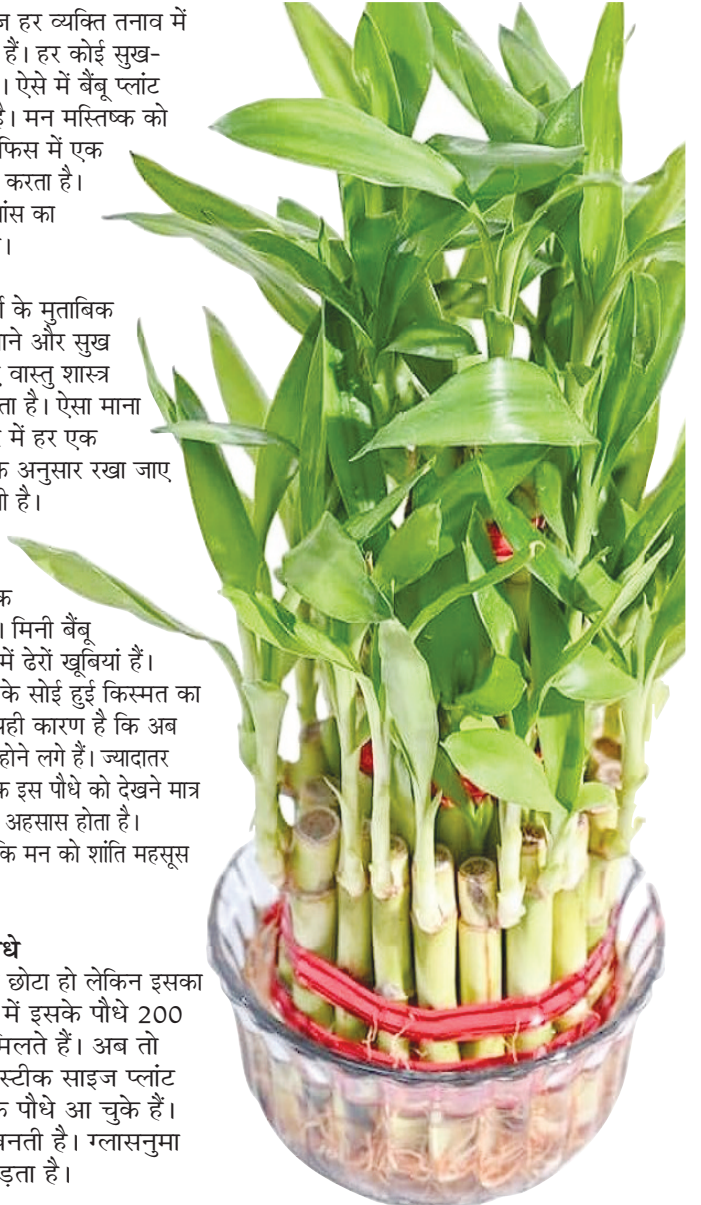 हर व्यक्ति तनाव में
हैं। हर कोई सुख-
। ऐसे में बैंबू प्लांट
है। मन मस्तिष्क को
में एक
करता है।
का
।
के मुताबिक
और सुख
वास्तु शास्त्र
है। ऐसा माना
में हर एक
अनुसार रखा जाए
है।
। मिनी बैंबू
में ढेरों खूबियां हैं।
के सोई हुई किस्मत का
यही कारण है कि अब
होने लगे हैं। ज्यादातर
इस पौधे को देखने मात्र
अहसास होता है।
कि मन को शांति महसूस
छोटा हो लेकिन इसका
में इसके पौधे 200
मिलते हैं। अब तो
साइज प्लांट
पौधे आ चुके हैं।
है। ग्लासनुमा
है।